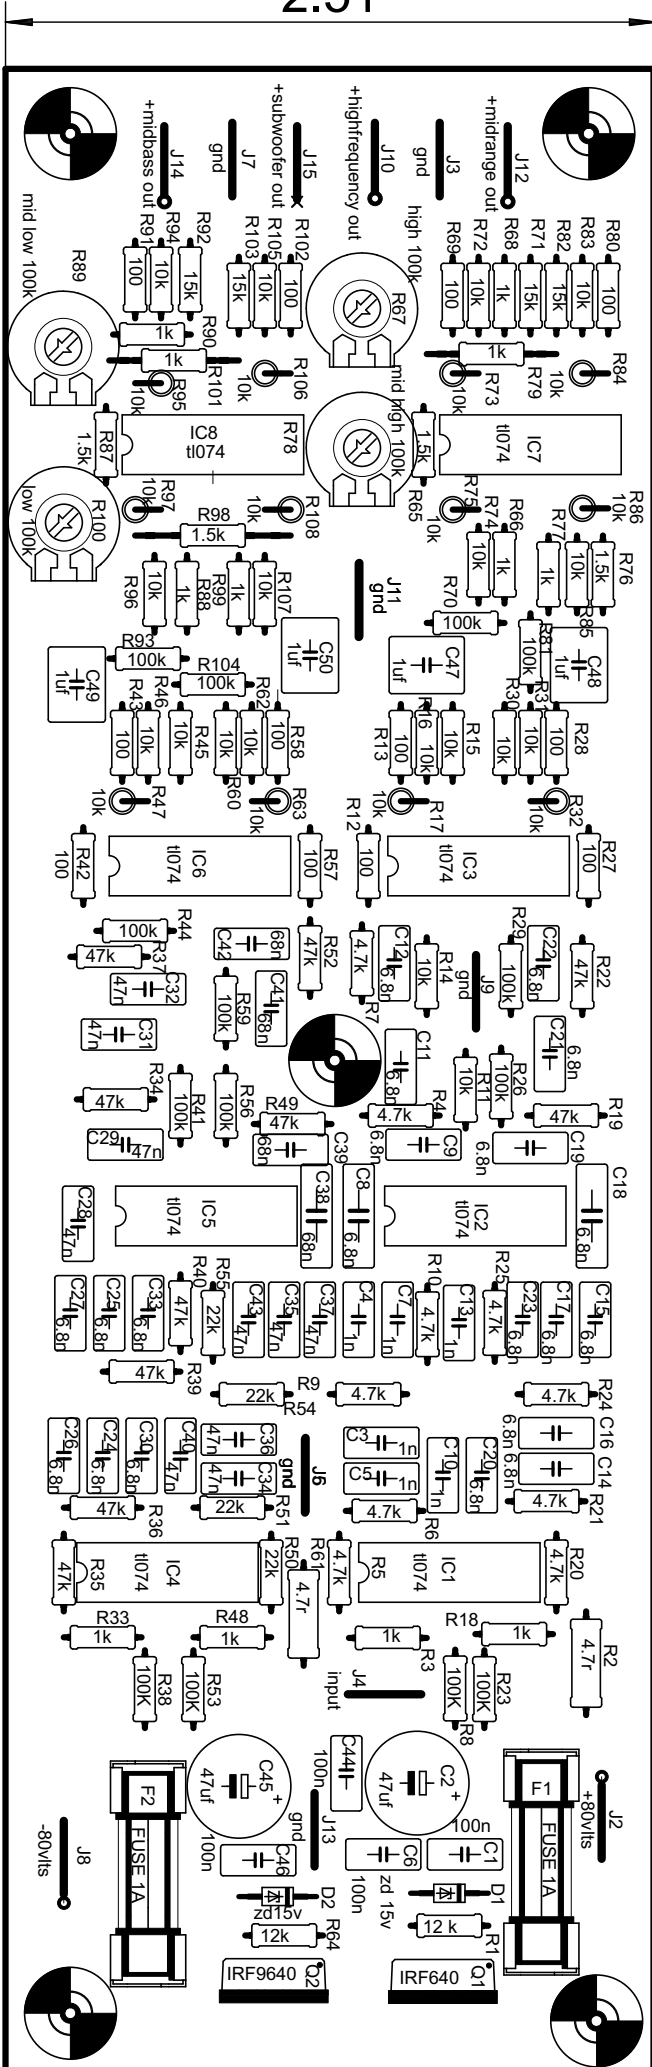 2.51
+midbass out
J14
J7
gnd
+subwoofer out
J15
J10
+highfrequency out
J3
gnd
+midrange out
J12
mid low 100k
R89
R91
R94
R92
100
10k
15k
R103
R105
R102
15k
10k
100
high 100k
R67
R69
R72
R68
R71
R82
R83
R80
100
10k
1k
15k
15k
10k
100
1k
R90
1k
R101
10k
R95
10k
R106
1k
R79
10k
R73
10k
R84
mid high 100k
R78
1.5k
R87
IC8
tl074
1.5k
R65
tl074
IC7
low 100k
R100
10k
R97
R98
1.5k
10k
R108
10k
R75
10k
R86
R74
R66
10k
1k
R77
1k
R85
10k
R76
1.5k
R96
10k
R88
1k
R99
1k
R107
10k
J11
gnd
R70
100k
R81
100k
R93
100k
R104
100k
C49
1uf
C50
1uf
C47
1uf
C48
1uf
R43
R46
R45
100
10k
10k
R60
R62
R58
10k
10k
100
R13
R16
R15
100
10k
10k
R30
R31
R28
10k
10k
100
10k
R47
10k
R63
10k
R17
10k
R32
R42
100
tl074
IC6
R57
100
R12
100
tl074
IC3
R27
100
R44
100k
R37
47k
C32
47n
C31
47n
C42
68n
R52
47k
R59
100k
C41
68n
R7
4.7k
C12
6.8n
R14
10k
J9
gnd
R29
100k
C22
6.8n
R22
47k
C11
6.8n
C21
6.8n
R34
47k
R41
100k
R56
100k
R49
47k
R4
4.7k
R11
10k
R26
100k
R19
47k
C29
47n
C39
68n
C9
6.8n
C19
6.8n
C28
47n
tl074
IC5
C38
68n
C8
6.8n
tl074
IC2
C18
6.8n
C27
6.8n
C25
6.8n
C33
6.8n
R40
47k
R55
22k
C43
47n
C35
47n
C37
47n
C4
1n
C7
1n
R10
4.7k
C13
1n
R25
4.7k
C23
6.8n
C17
6.8n
C15
6.8n
47k
R39
22k
R54
R9
4.7k
4.7k
R24
C26
6.8n
C24
6.8n
C30
6.8n
C40
47n
47n
C36
47n
C34
J6
gnd
C3
1n
C5
1n
C10
1n
C20
6.8n
C16
6.8n
C14
6.8n
47k
R36
22k
R51
4.7k
R6
4.7k
R21
47k
R35
tl074
IC4
R50
22k
R61
4.7r
4.7k
R5
tl074
IC1
R20
4.7k
R33
1k
R48
1k
1k
R3
R18
1k
R2
4.7r
100K
R38
100K
R53
input
J4
100K
R8
100K
R23
F2
FUSE 1A
C45
47uf
+
100n
C44
C2
47uf
+
F1
FUSE 1A
J2
+80vlts
J8
-80vlts
J13
gnd
100n
C46
C6
100n
100n
C1
D2
zd15v
zd 15v
D1
12k
R64
12 k
R1
IRF9640
Q2
IRF640
Q1